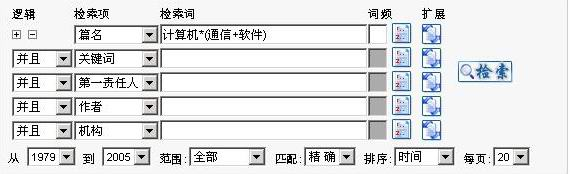 逻辑 检索项 检索词 词频 扩展
篇名 计算机*(通信+软件)
并且 关键词
并且 第一责任人 检索
并且 作者
并且 机构
从 1979 到 2005 范围: 全部 匹配: 精确 排序: 时间 每页: 20